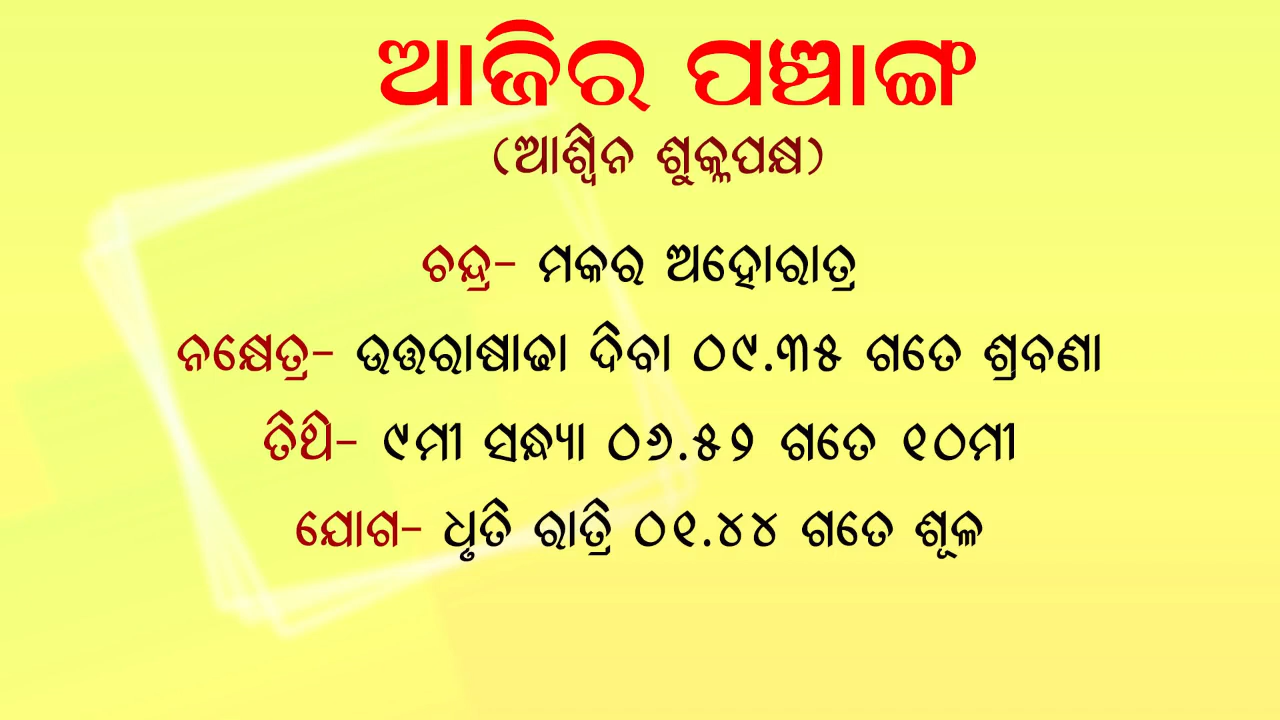 ଆଜିର ପଞ୍ଚାଙ୍ଗ
(ଆଶ୍ୱିନ ଶୁକ୍ଳପକ୍ଷ)
ଚନ୍ଦ୍ର- ମକର ଅହୋରାତ୍ର
ନକ୍ଷେତ୍ର- ଉତ୍ତରାଷାଢା ଦିବା ୦୯.୩୫ ଗତେ ଶ୍ରବଣା
ତିଥି- ୯ମୀ ସନ୍ଧ୍ୟା ୦୬.୫୨ ଗତେ ୧୦ମୀ
ଯୋଗ- ଧୃତି ରାତ୍ରି ୦୧.୪୪ ଗତେ ଶୂଳ